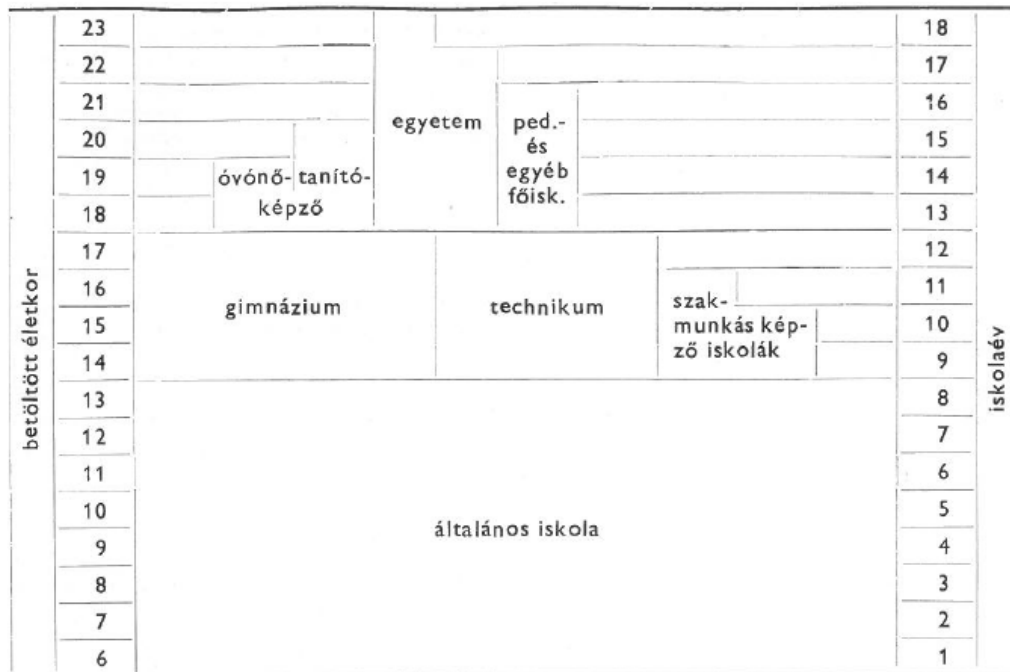 23 18
22 17
21 16
egyetem ped.-
20 és 15
egyéb
19 óvónő- tanító- főisk. 14
képző
18 13
17 12
16 gimnázium technikum szak- 11
15 munkás kép- 10
ző iskolák
14 9
13 8
12 7
11 6
10 általános iskola 5
9 4
8 3
7 2
6 1
betöltött életkor
iskolaév